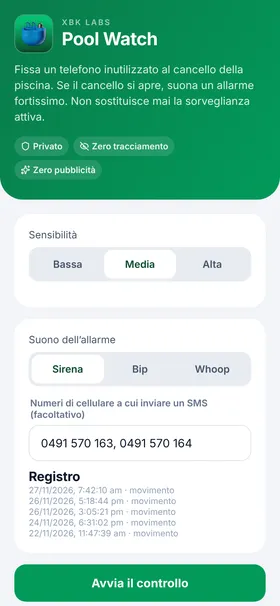 XBK LABS
Pool Watch
Fissa un telefono inutilizzato al cancello della
piscina. Se il cancello si apre, suona un allarme
fortissimo. Non sostituisce mai la sorveglianza
attiva.
Privato
Zero tracciamento
Zero pubblicità
Sensibilità
Bassa
Media
Alta
Suono dell'allarme
Sirena
Bip
Whoop
Numeri di cellulare a cui inviare un SMS
(facoltativo)
0491 570 163, 0491 570 164
Registro
27/11/2026, 7:42:10 am · movimento
26/11/2026, 5:18:44 pm · movimento
26/11/2026, 3:05:21 pm · movimento
24/11/2026, 6:31:02 pm · movimento
22/11/2026, 11:47:39 am · movimento
Avvia il controllo